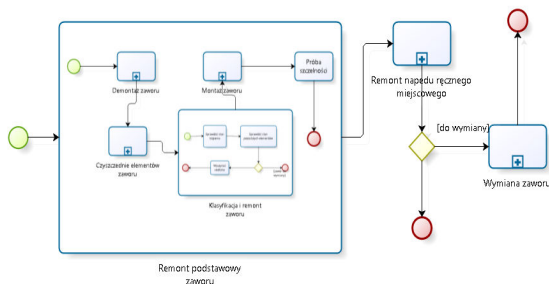 Demontaż zaworu
Montaż zaworu
Próba
szczelności
Czyszczednie elementów
zaworu
Klasyfikacja i remont
zaworu
Remont podstawowy
zaworu
Remont napędu ręcznego
miejscowego
[do wymiany]
Wymiana zaworu